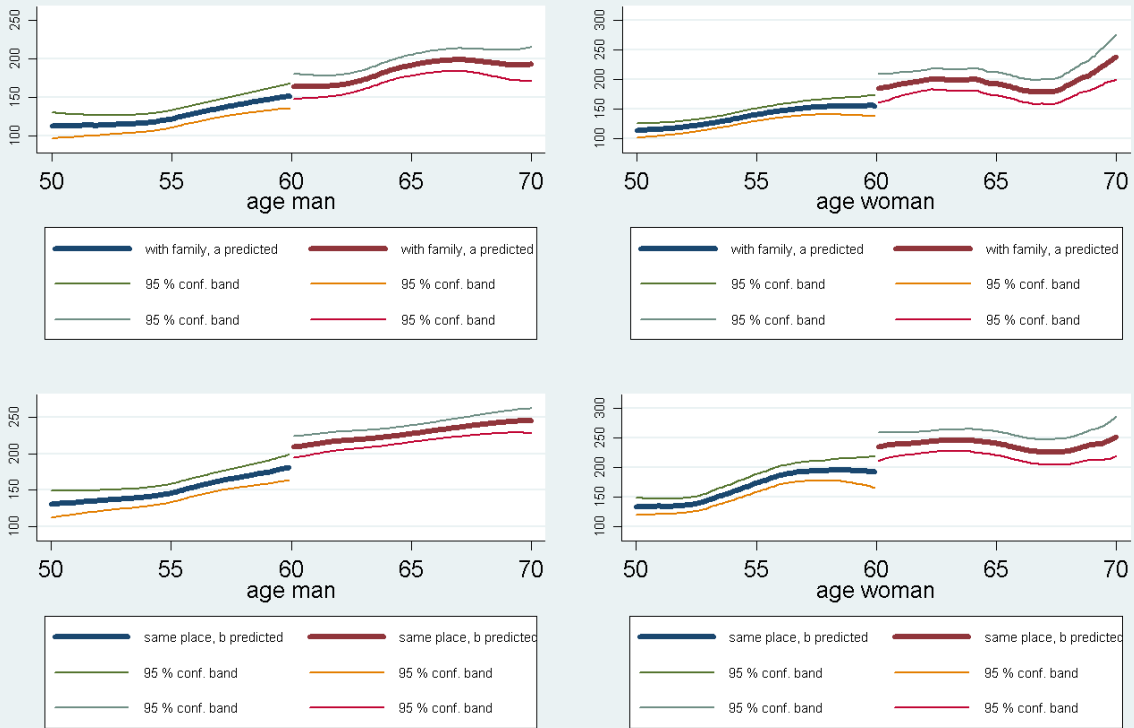 250
200
150
100
50 55 60 65 70
age man
with family, a predicted with family, a predicted
95 % conf. band 95 % conf. band
95 % conf. band 95 % conf. band
300
250
200
150
100
50 55 60 65 70
age woman
with family, a predicted with family, a predicted
95 % conf. band 95 % conf. band
95 % conf. band 95 % conf. band
250
200
150
100
50 55 60 65 70
age man
same place, b predicted same place, b predicted
95 % conf. band 95 % conf. band
95 % conf. band 95 % conf. band
300
250
200
150
100
50 55 60 65 70
age woman
same place, b predicted same place, b predicted
95 % conf. band 95 % conf. band
95 % conf. band 95 % conf. band